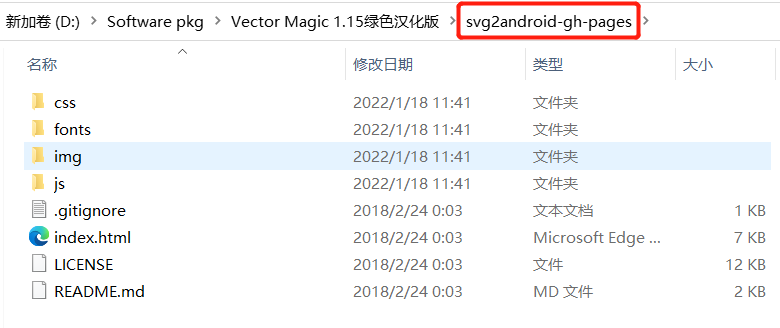 新加卷 (D:) > Software pkg > Vector Magic 1.15绿色汉化版 > svg2android-gh-pages >
名称 修改日期 类型 大小
css 2022/1/18 11:41 文件夹
fonts 2022/1/18 11:41 文件夹
img 2022/1/18 11:41 文件夹
js 2022/1/18 11:41 文件夹
.gitignore 2018/2/24 0:03 文本文档 1 KB
index.html 2018/2/24 0:03 Microsoft Edge ... 7 KB
LICENSE 2018/2/24 0:03 文件 12 KB
README.md 2018/2/24 0:03 MD 文件 2 KB